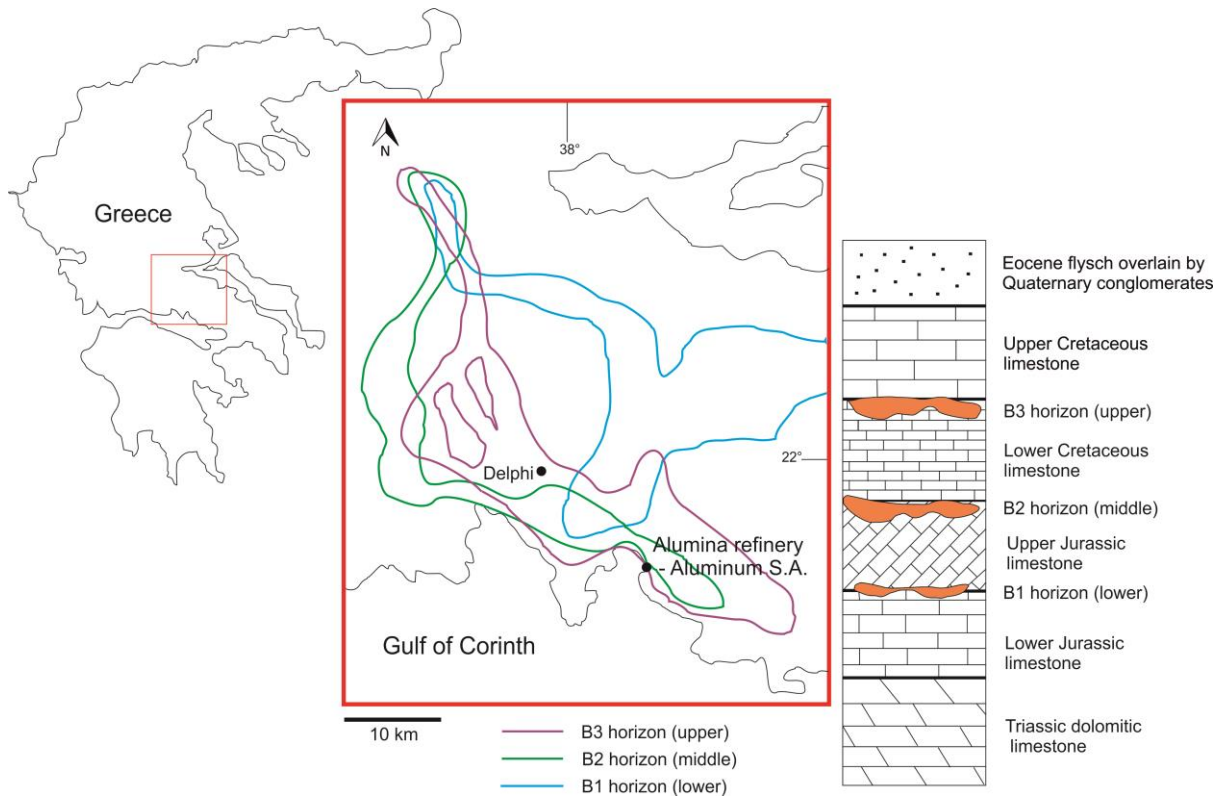 Greece
N
38°
22°
Delphi
Alumina refinery
- Aluminum S.A.
Gulf of Corinth
10 km
B3 horizon (upper)
B2 horizon (middle)
B1 horizon (lower)
Eocene flysch overlain by
Quaternary conglomerates
Upper Cretaceous
limestone
B3 horizon (upper)
Lower Cretaceous
limestone
B2 horizon (middle)
Upper Jurassic
limestone
B1 horizon (lower)
Lower Jurassic
limestone
Triassic dolomitic
limestone